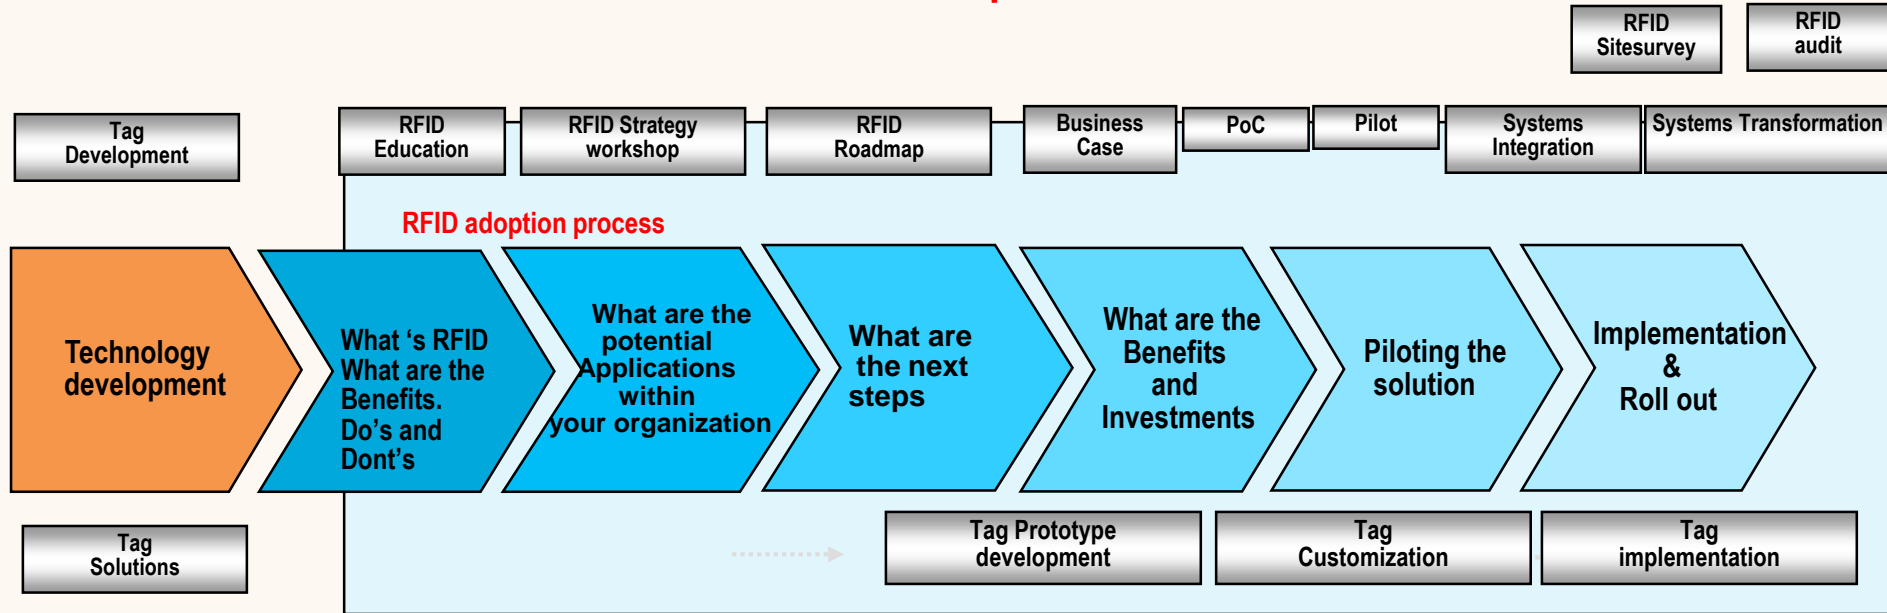 RFID
Sitesurvey
RFID
audit
Tag
Development
RFID
Education
RFID Strategy
workshop
RFID
Roadmap
Business
Case
PoC
Pilot
Systems
Integration
Systems Transformation
RFID adoption process
Technology
development
What ‘s RFID
What are the
Benefits.
Do’s and
Dont’s
What are the
potential
Applications
within
your organization
What are
the next
steps
What are the
Benefits
and
Investments
Piloting the
solution
Implementation
&
Roll out
Tag
Solutions
Tag Prototype
development
Tag
Customization
Tag
implementation